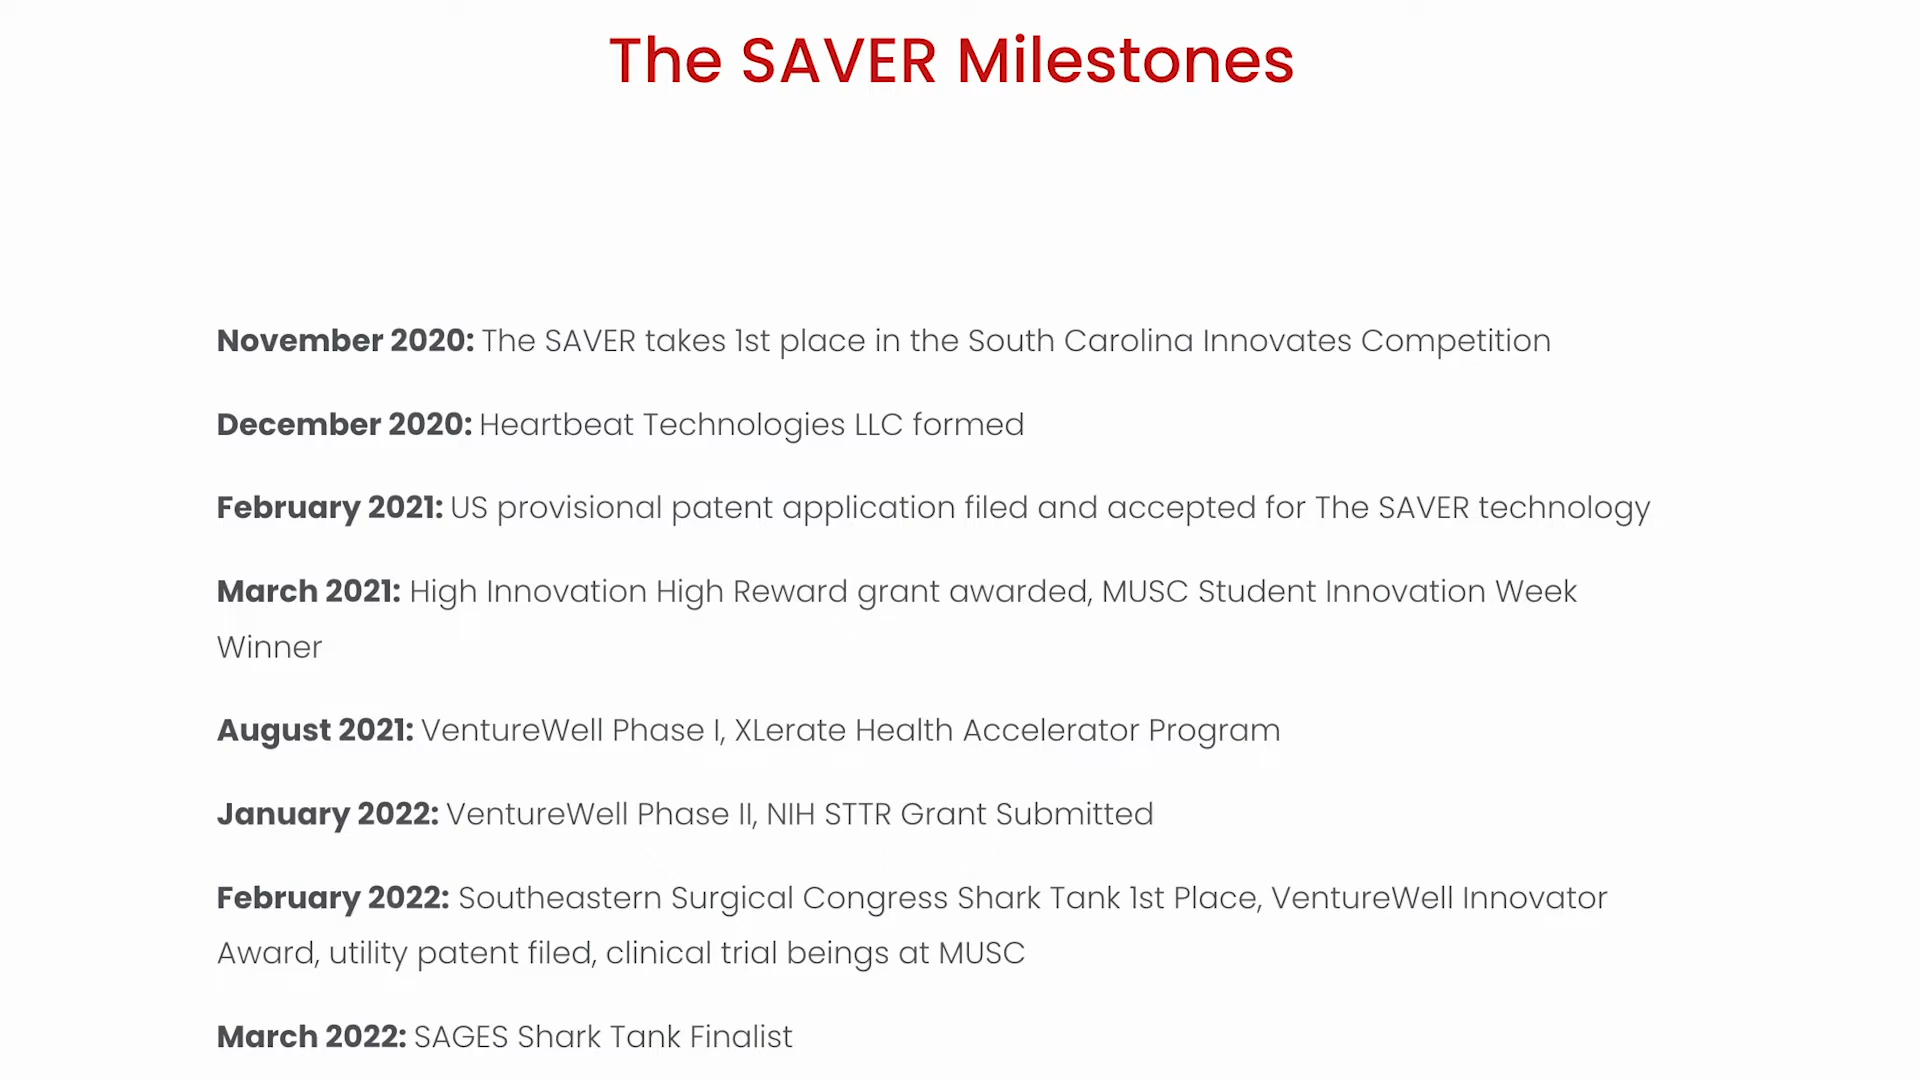 The SAVER Milestones
November 2020: The SAVER takes 1st place in the South Carolina Innovates Competition
December 2020: Heartbeat Technologies LLC formed
February 2021: US provisional patent application filed and accepted for The SAVER technology
March 2021: High Innovation High Reward grant awarded, MUSC Student Innovation Week
Winner
August 2021: VentureWell Phase I, XLerate Health Accelerator Program
January 2022: VentureWell Phase II, NIH STTR Grant Submitted
February 2022: Southeastern Surgical Congress Shark Tank 1st Place, VentureWell Innovator
Award, utility patent filed, clinical trial beings at MUSC
March 2022: SAGES Shark Tank Finalist